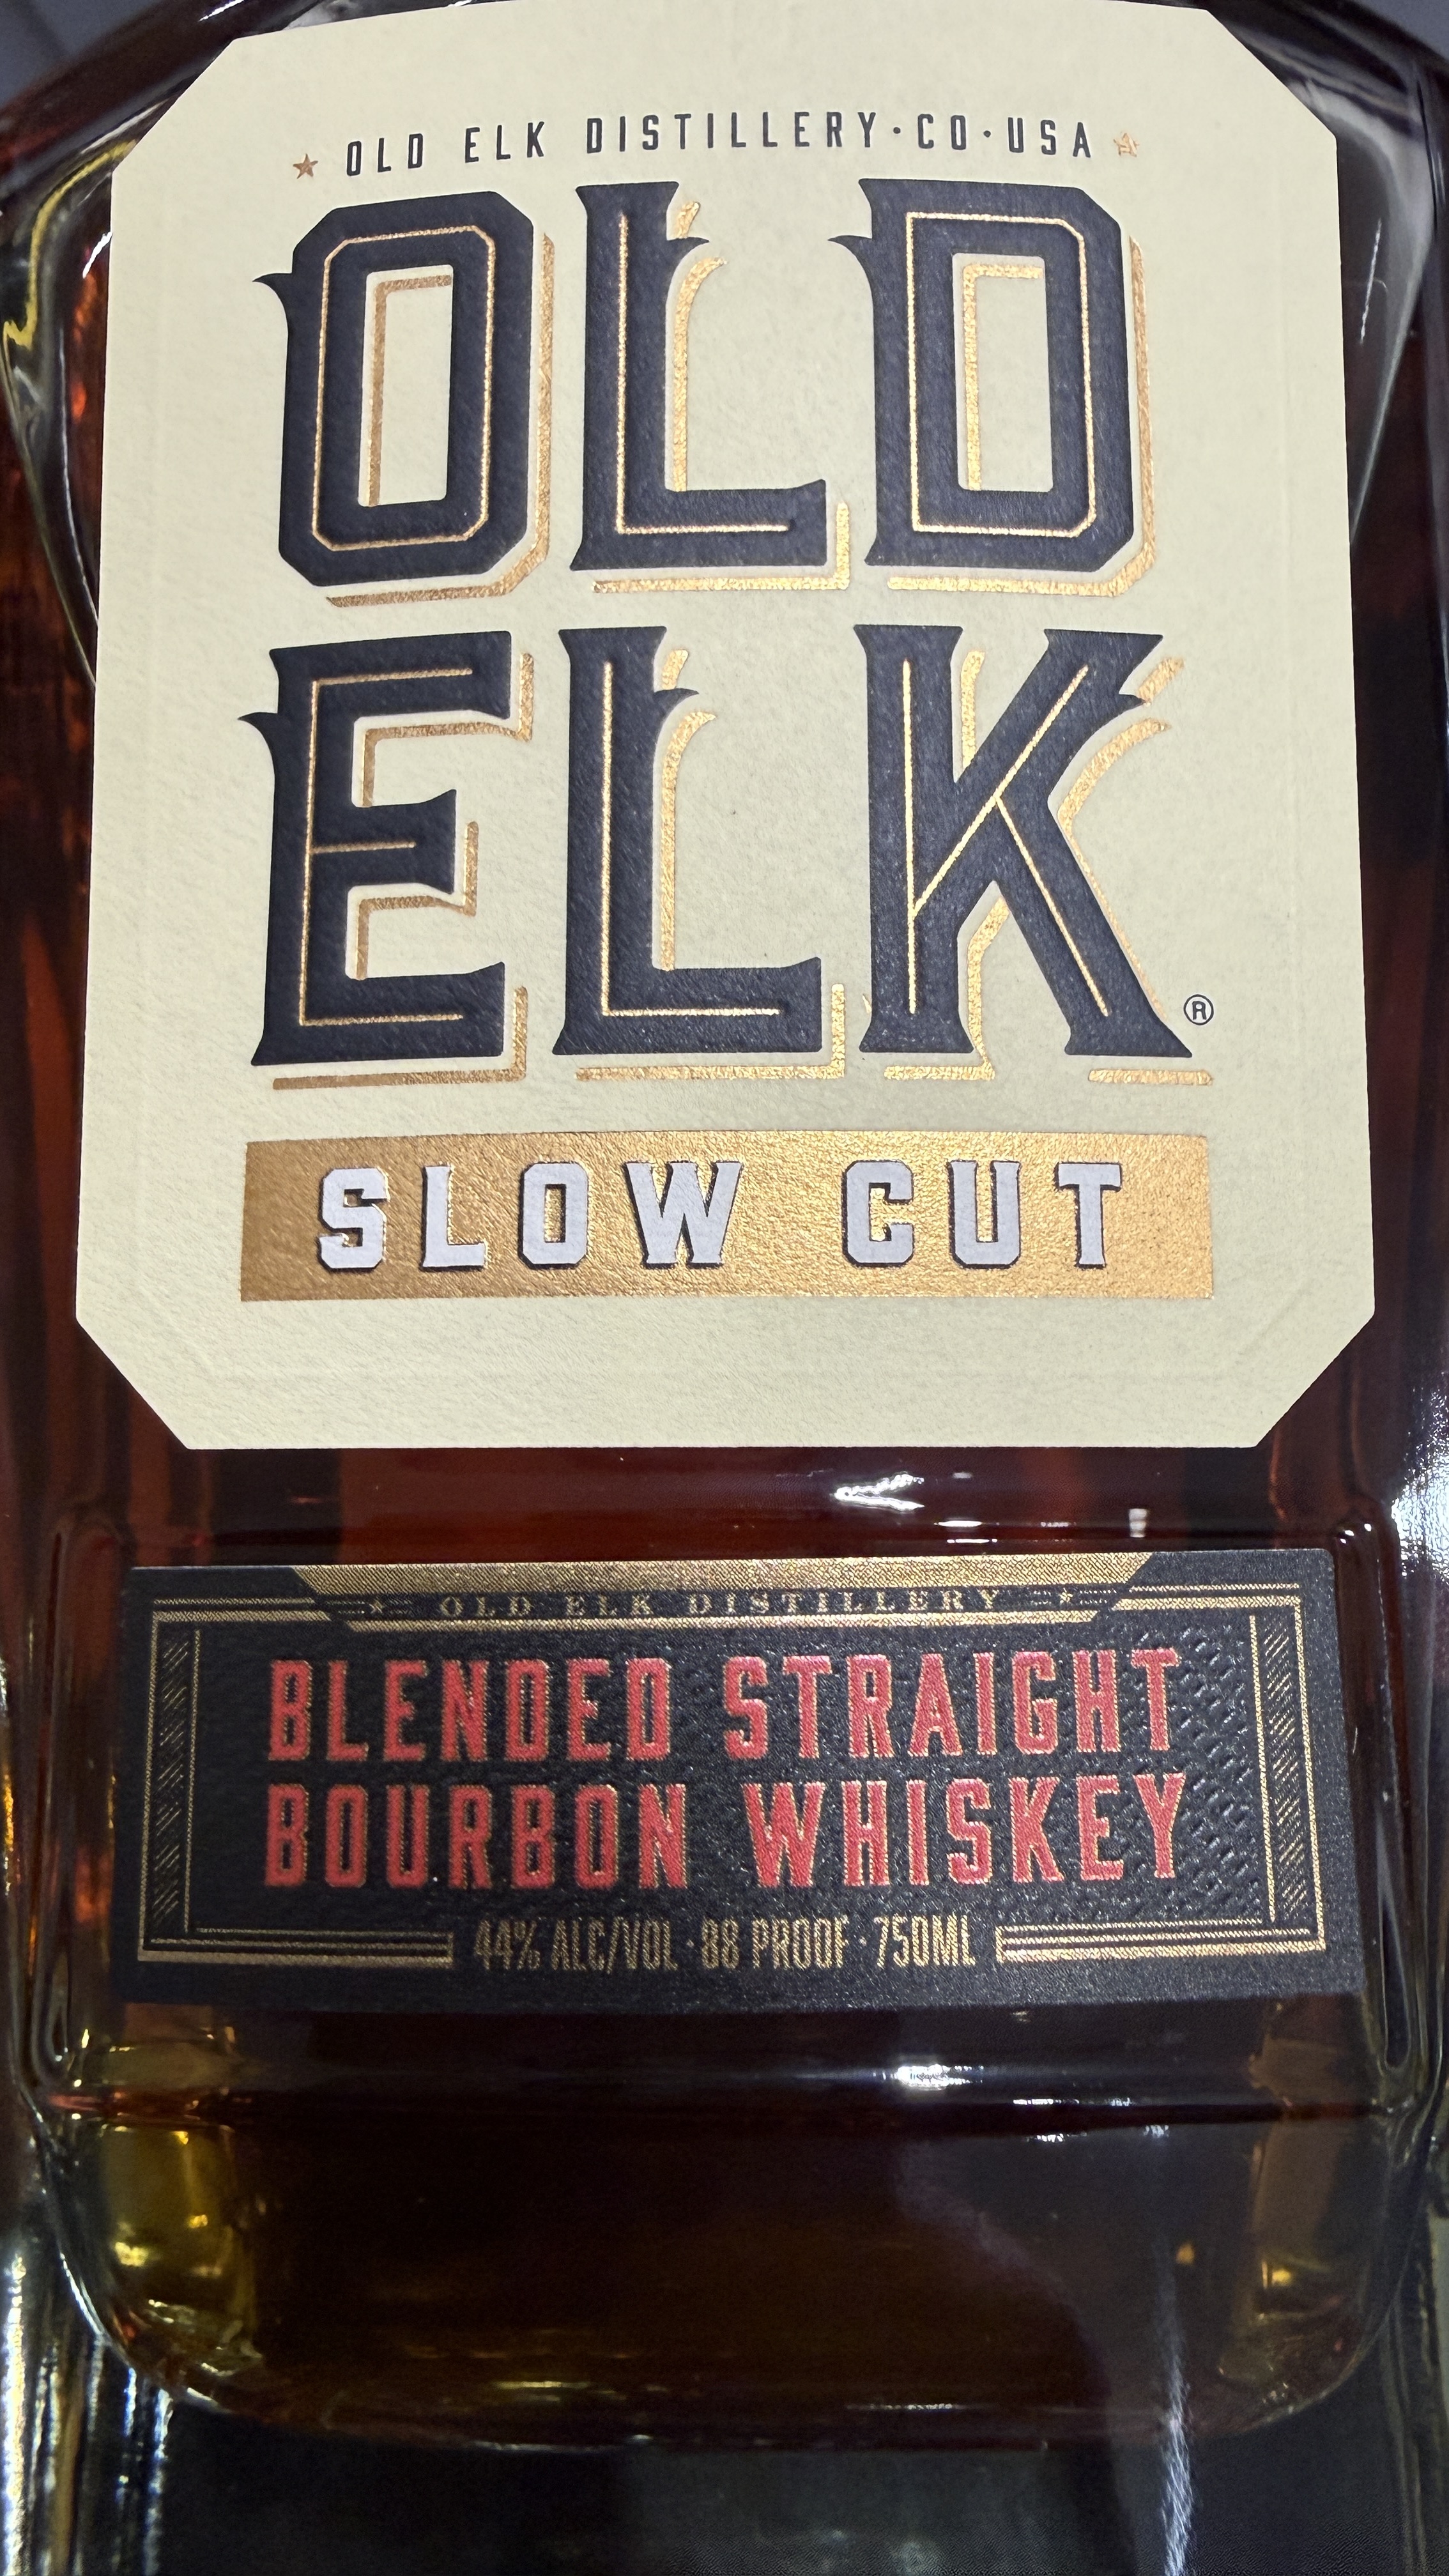 OLD ELK DISTILLERY·CO·USA
OLD
ELK®
SLOW CUT
OLD ELK DISTILLERY
BLENDED STRAIGHT
BOURBON WHISKEY
44% ALC/VOL · 88 PROOF · 750ML